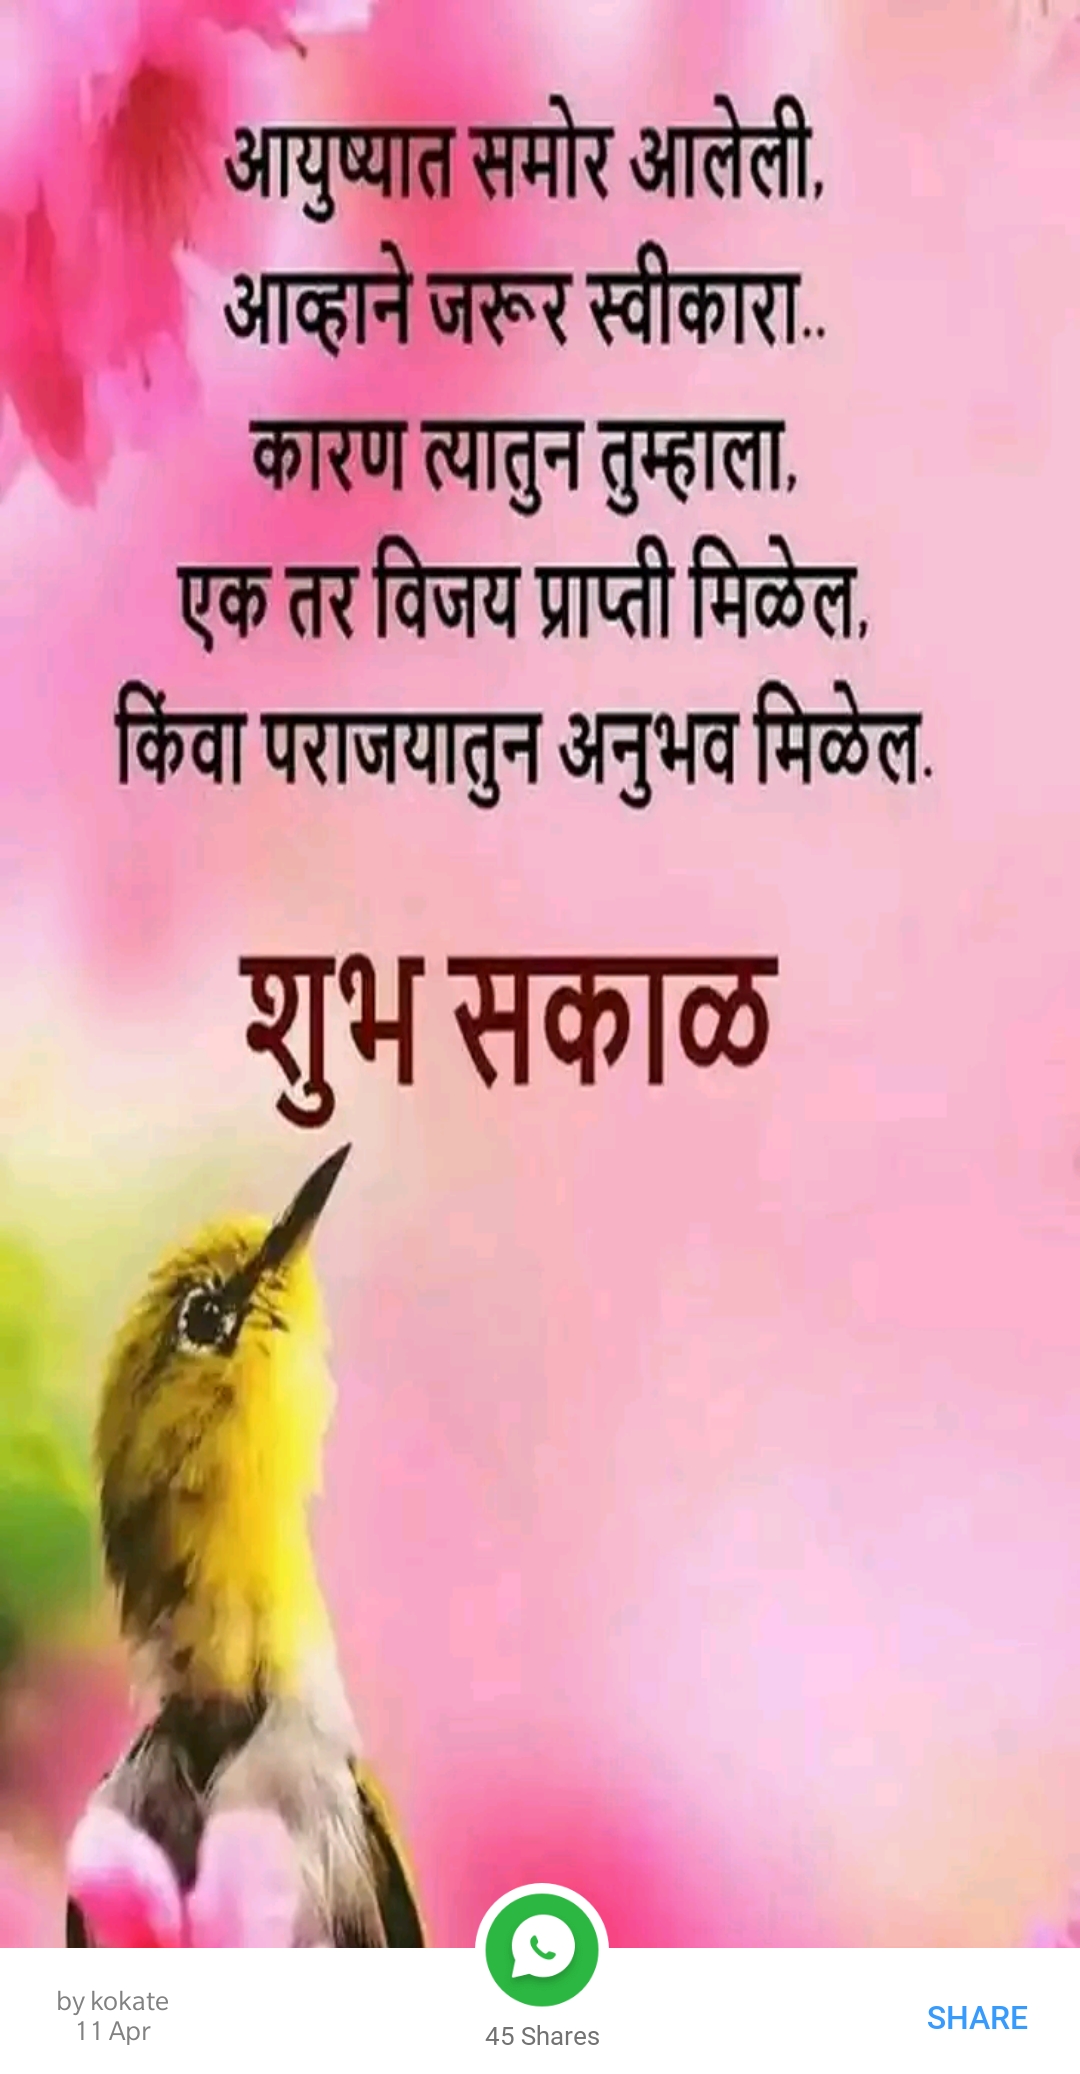 आयुष्यात समोर आलेली,
आव्हाने जरूर स्वीकारा..
कारण त्यातुन तुम्हाला,
एक तर विजय प्राप्ती मिळेल,
किंवा पराजयातुन अनुभव मिळेल.
शुभ सकाळ
by kokate
11 Apr
45 Shares
SHARE